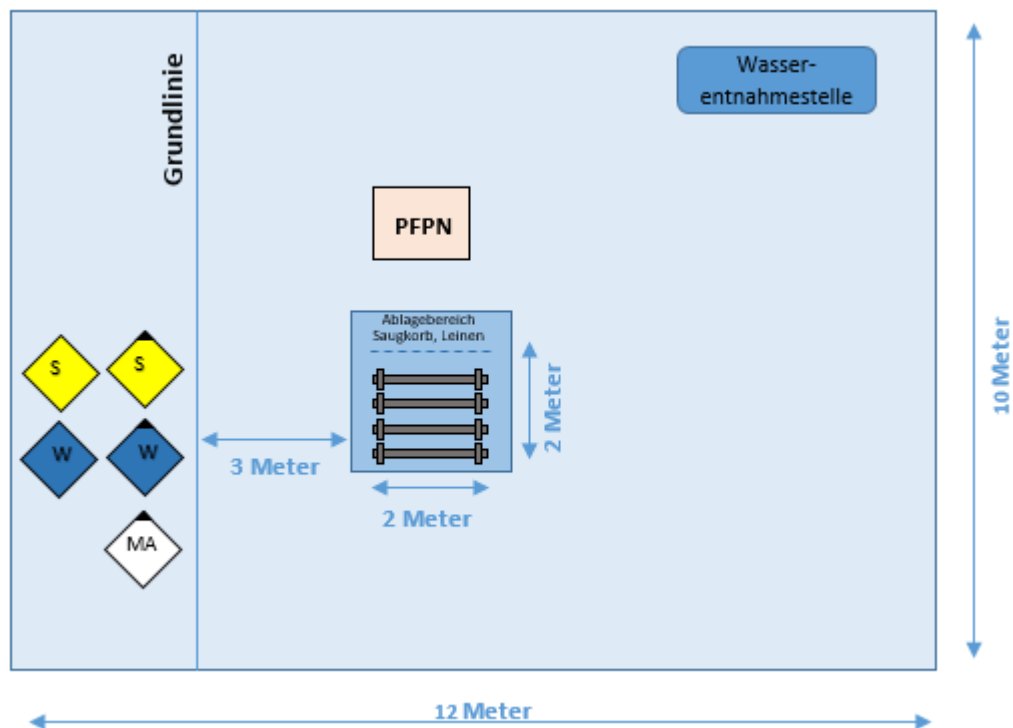 Wasser-
entnahmestelle
Grundlinie
PFPN
Ablagebereich
Saugkorb, Leinen
S
S
W
W
MA
3 Meter
2 Meter
2 Meter
10 Meter
12 Meter